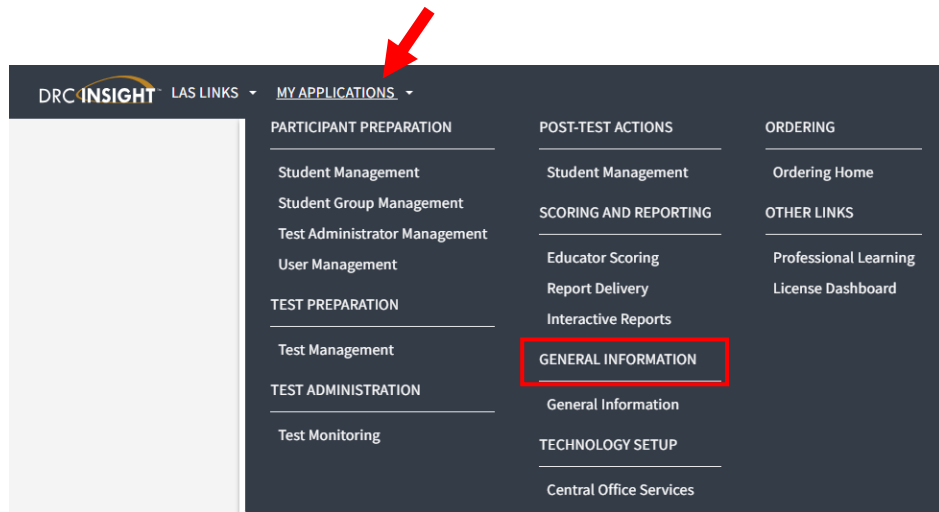 DRC INSIGHT LAS LINKS MY APPLICATIONS
PARTICIPANT PREPARATION
Student Management
Student Group Management
Test Administrator Management
User Management
TEST PREPARATION
Test Management
TEST ADMINISTRATION
Test Monitoring
POST-TEST ACTIONS
Student Management
SCORING AND REPORTING
Educator Scoring
Report Delivery
Interactive Reports
GENERAL INFORMATION
General Information
TECHNOLOGY SETUP
Central Office Services
ORDERING
Ordering Home
OTHER LINKS
Professional Learning
License Dashboard